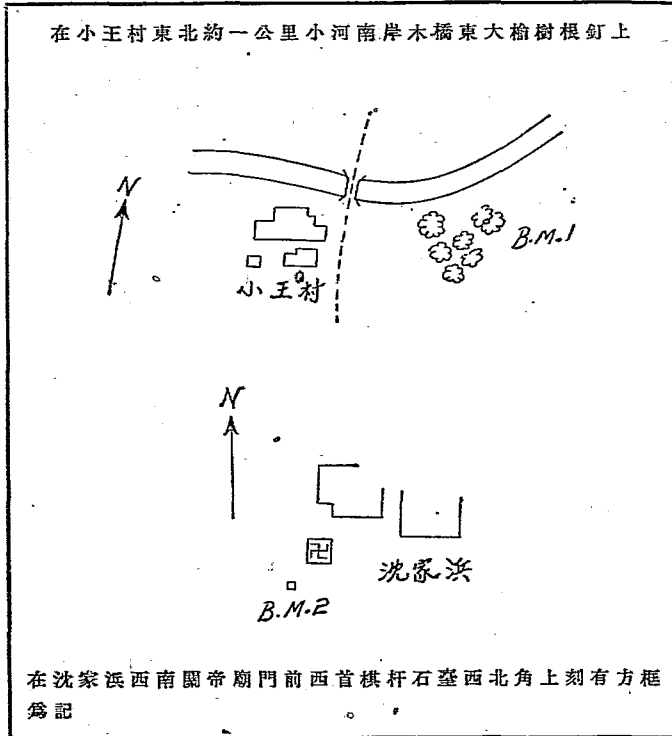 在小王村東北約一公里小河南岸木橋東大榆樹根釘上
N
B.M.1
小王村
N
卍
沈家浜
B.M.2
在沈家浜西南關帝廟門前西首棋杆石臺西北角上刻有方框
爲記